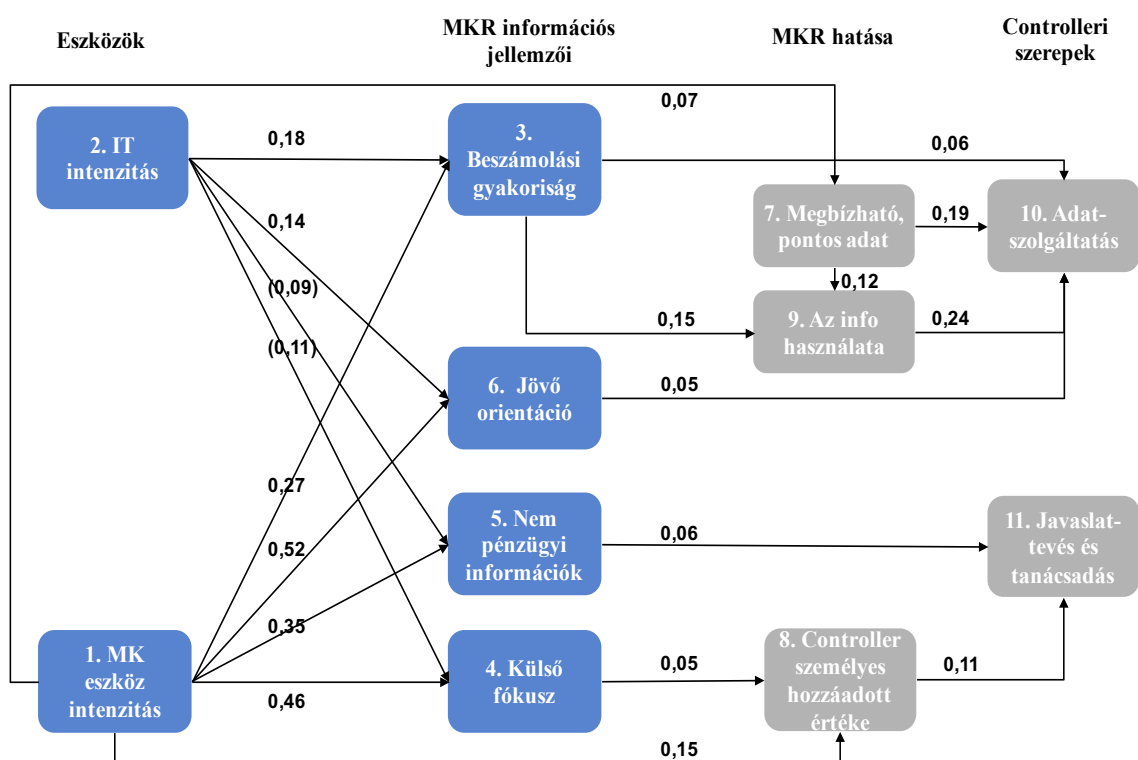 Eszközök
MKR információs
jellemzői
MKR hatása
Controlleri
szerepek
0,07
2. IT
intenzitás
0,18
3.
Beszámolási
gyakoriság
0,06
0,14
7. Megbízható,
pontos adat
0,19
10. Adat-
szolgáltatás
(0,09)
0,12
(0,11)
0,15
9. Az info
használata
0,24
6. Jövő
orientáció
0,05
0,27
5. Nem
pénzügyi
információk
0,06
11. Javaslat-
tevés és
tanácsadás
0,52
0,35
1. MK
eszköz
intenzitás
0,46
4. Külső
fókusz
0,05
8. Controller
személyes
hozzáadott
értéke
0,11
0,15